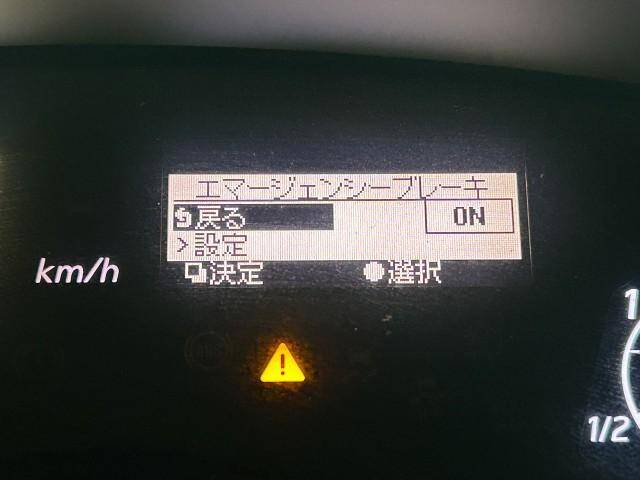 エマージェンシーブレーキ
戻る ON
>設定
決定 選択
km/h
1
1/2